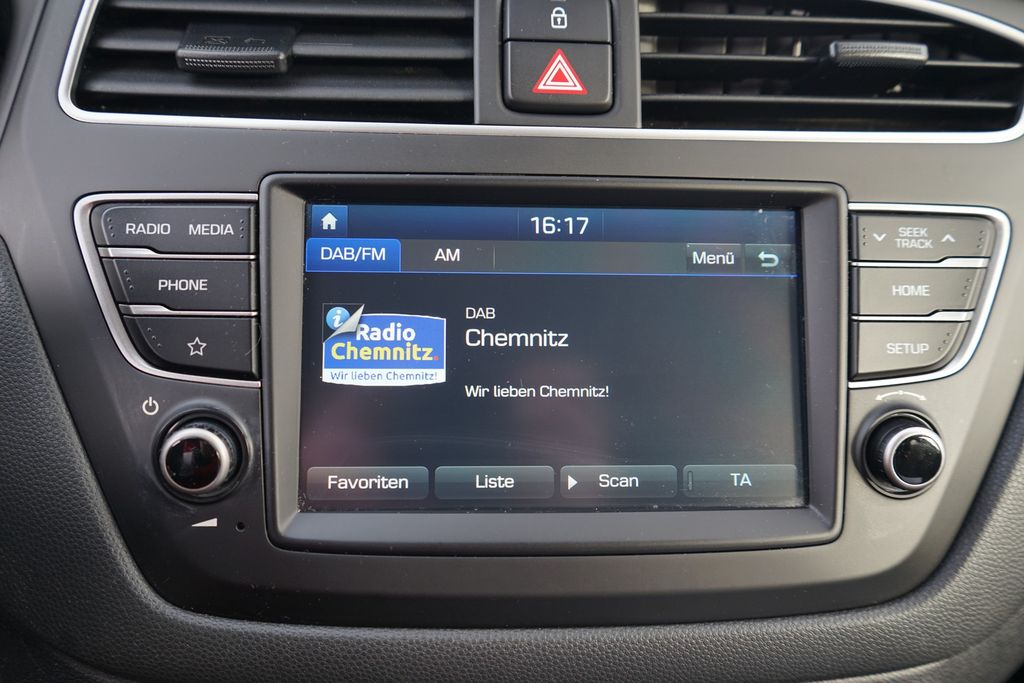 16:17
DAB/FM
AM
Menü
RADIO
MEDIA
PHONE
SEEK
TRACK
HOME
SETUP
i
Radio
Chemnitz.
Wir lieben Chemnitz!
DAB
Chemnitz
Wir lieben Chemnitz!
Favoriten
Liste
Scan
TA